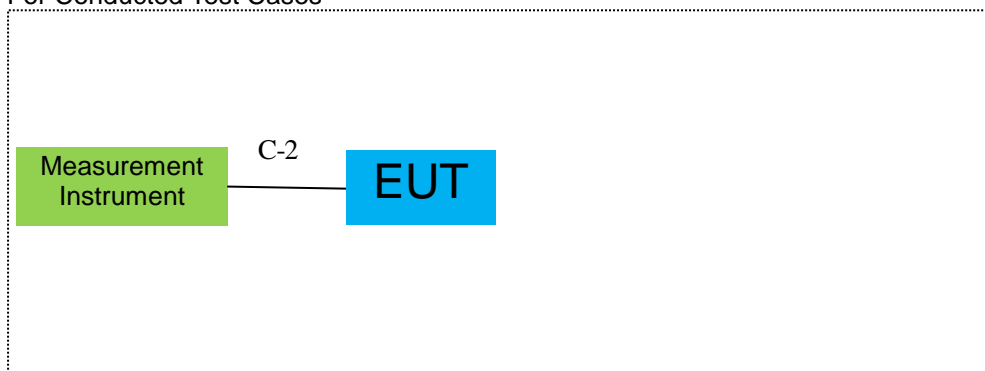 For Conducted Test Cases
C-2
Measurement
Instrument
EUT